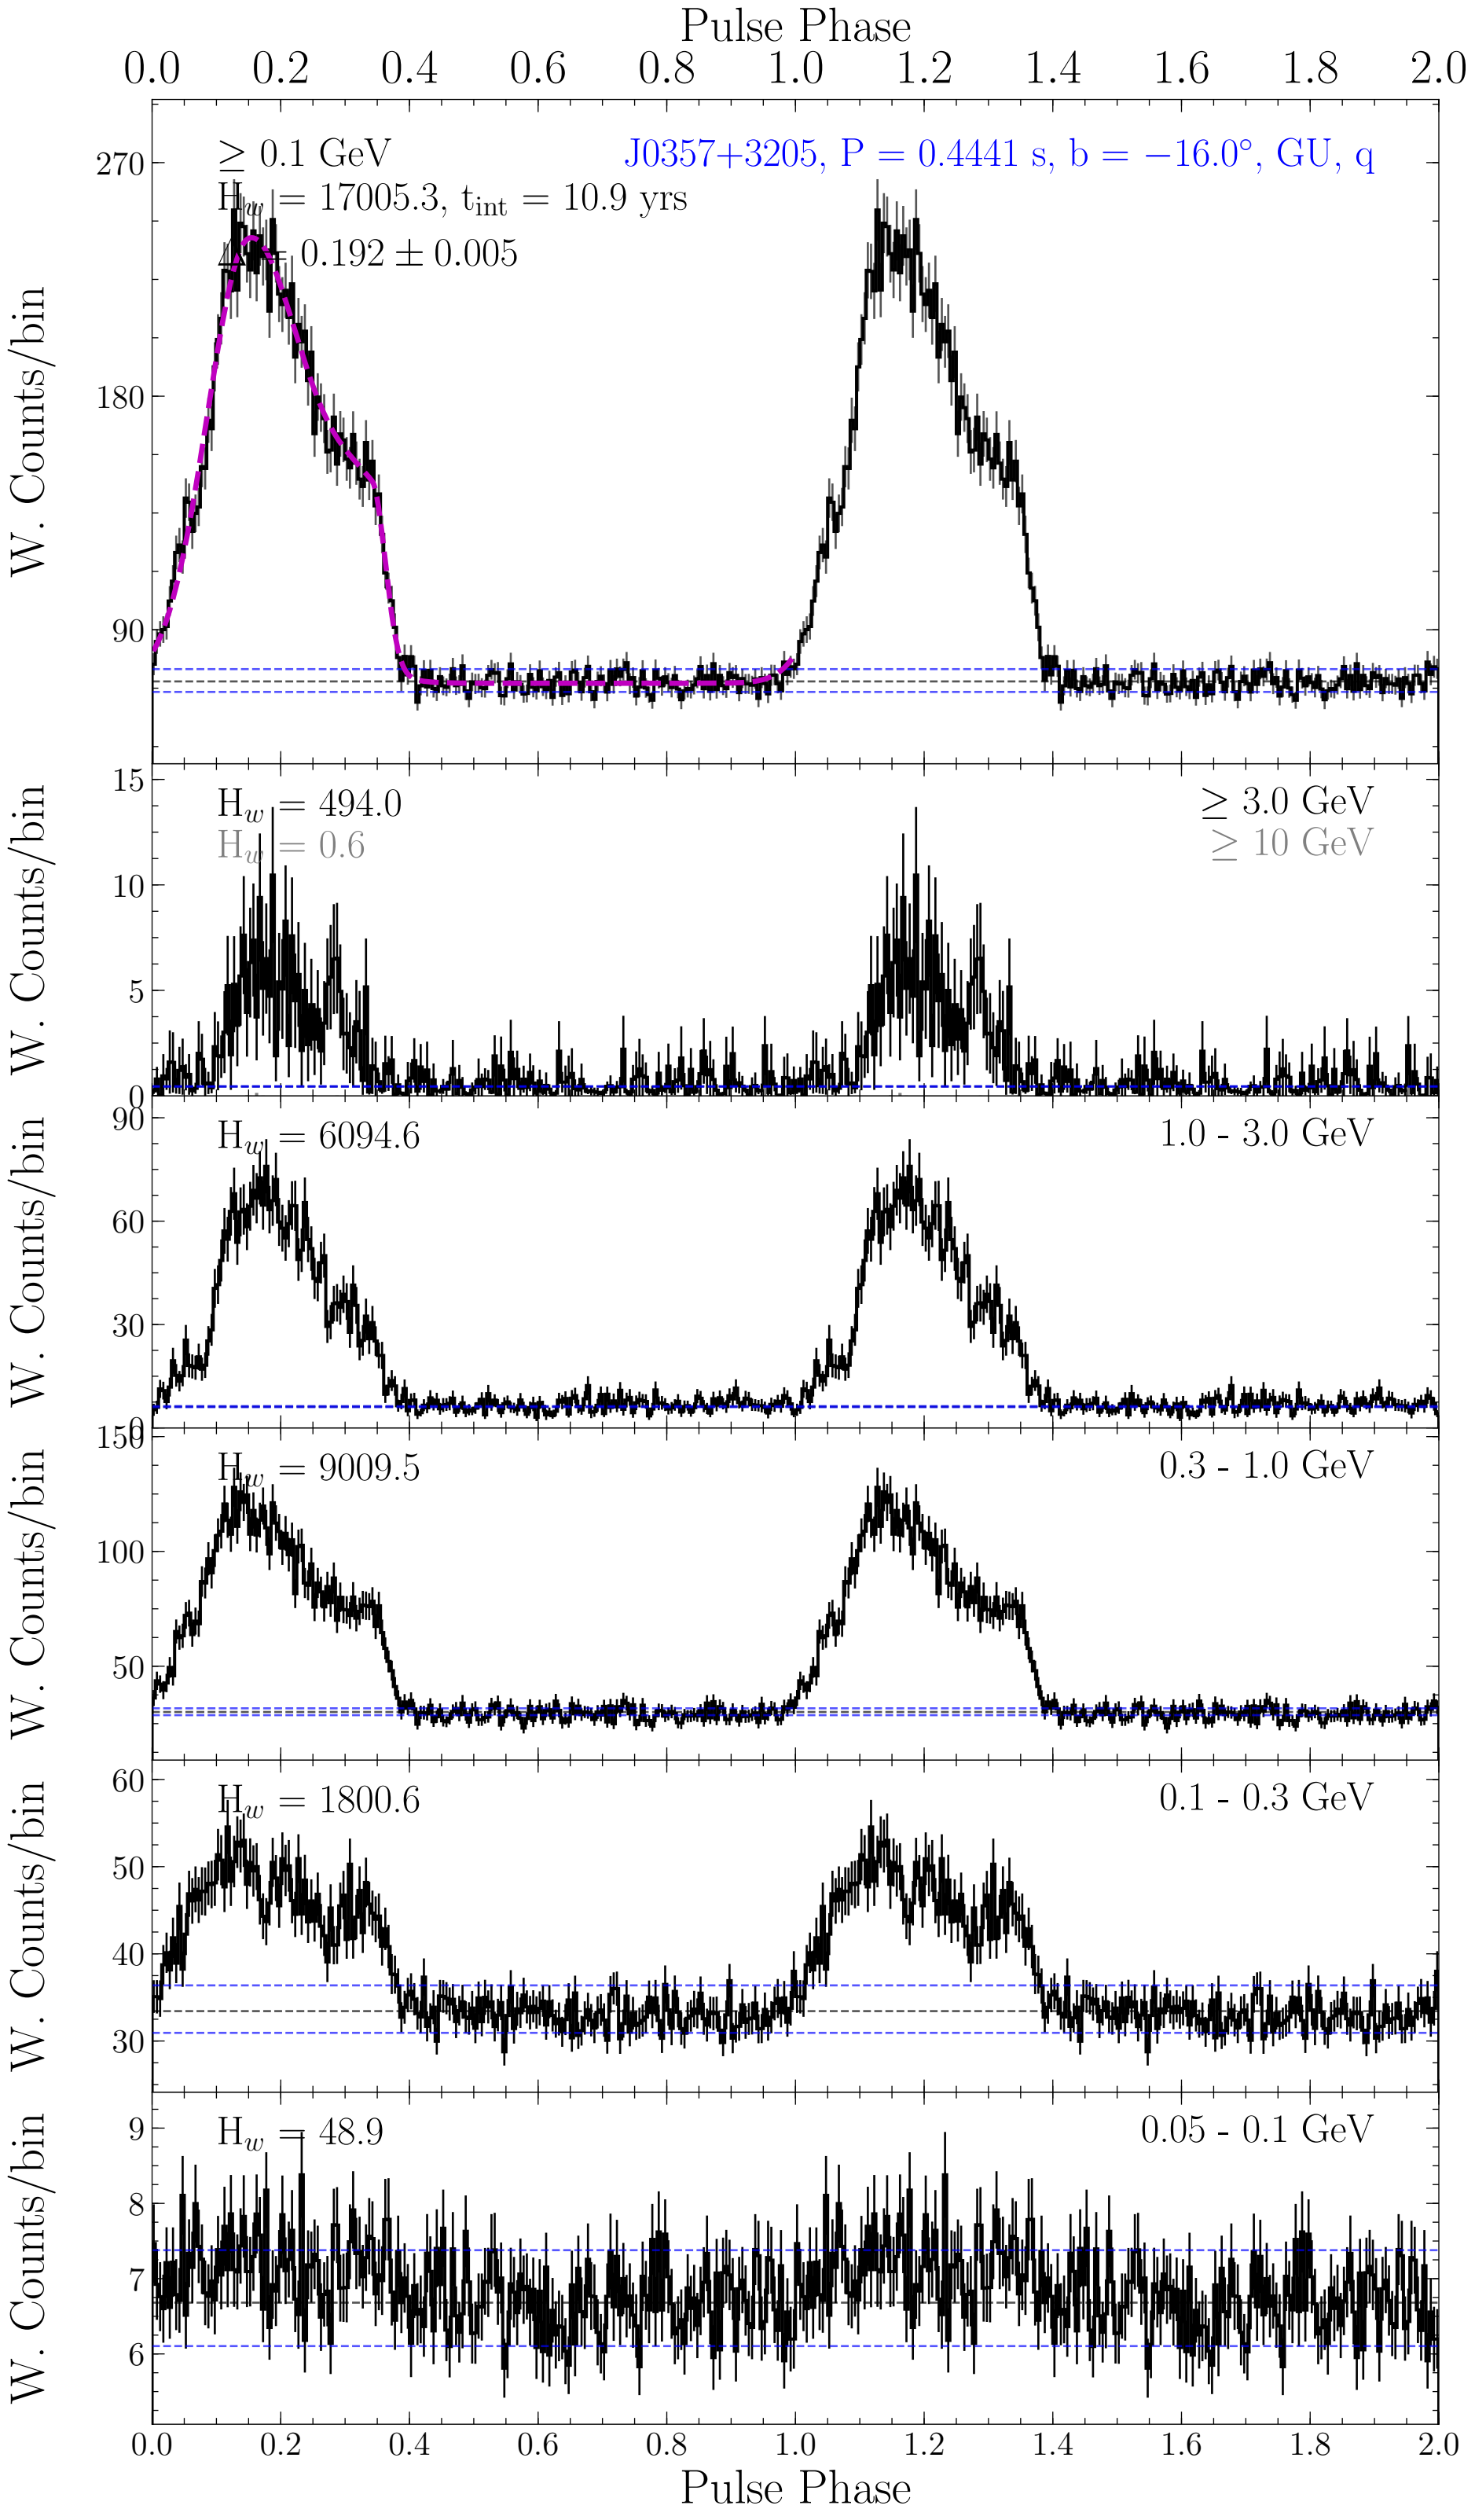 Pulse Phase
0.0 0.2 0.4 0.6 0.8 1.0 1.2 1.4 1.6 1.8 2.0
≥ 0.1 GeV
J0357+3205, P = 0.4441 s, b = −16.0°, GU, q
H_w = 17005.3, t_int = 10.9 yrs
Δ = 0.192 ± 0.005
270
180
90
W. Counts/bin
H_w = 494.0
≥ 3.0 GeV
H_w = 0.6
≥ 10 GeV
15
10
5
0
W. Counts/bin
H_w = 6094.6
1.0 - 3.0 GeV
90
60
30
0
W. Counts/bin
H_w = 9009.5
0.3 - 1.0 GeV
150
100
50
W. Counts/bin
H_w = 1800.6
0.1 - 0.3 GeV
60
50
40
30
W. Counts/bin
H_w = 48.9
0.05 - 0.1 GeV
9
8
7
6
W. Counts/bin
0.0 0.2 0.4 0.6 0.8 1.0 1.2 1.4 1.6 1.8 2.0
Pulse Phase